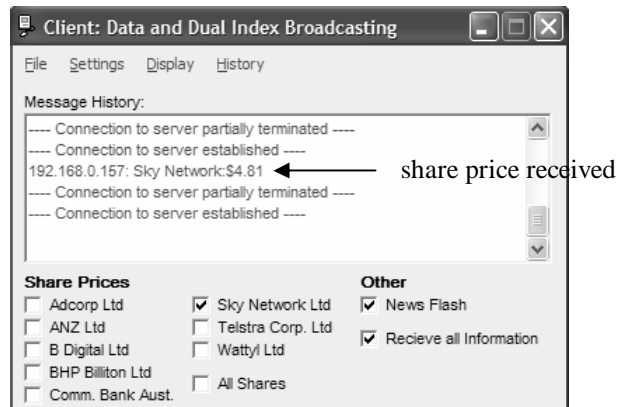 Client: Data and Dual Index Broadcasting
File Settings Display History
Message History:
---- Connection to server partially terminated ----
---- Connection to server established ----
192.168.0.157: Sky Network:$4.81
share price received
---- Connection to server partially terminated ----
---- Connection to server established ----
Share Prices
Adcorp Ltd
ANZ Ltd
B Digital Ltd
BHP Billiton Ltd
Comm. Bank Aust.
Sky Network Ltd
Telstra Corp. Ltd
Wattyl Ltd
All Shares
Other
News Flash
Recieve all Information